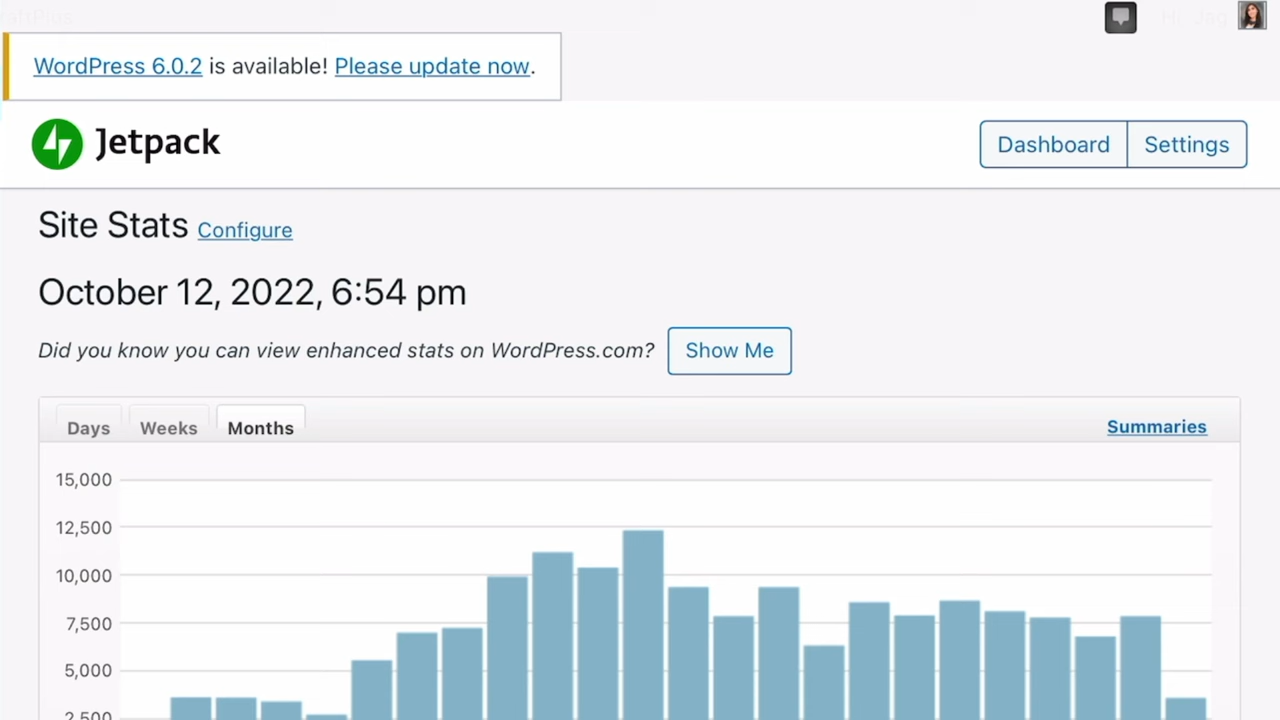 WordPress 6.0.2 is available! Please update now.
Jetpack
Dashboard Settings
Site Stats Configure
October 12, 2022, 6:54 pm
Did you know you can view enhanced stats on WordPress.com? Show Me
Days Weeks Months Summaries
15,000
12,500
10,000
7,500
5,000
2,500